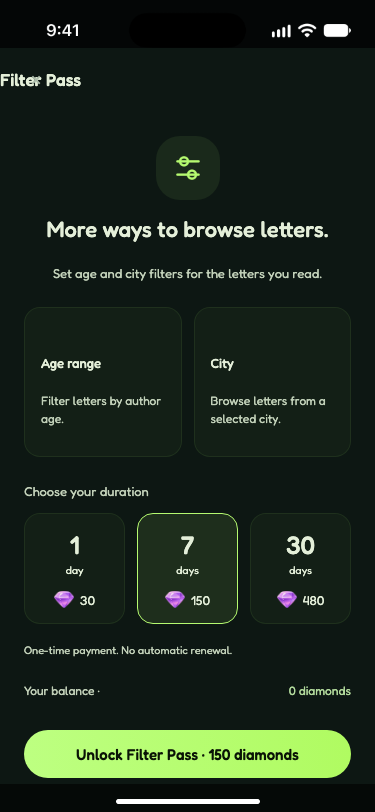 9:41
Filter Pass
More ways to browse letters.
Set age and city filters for the letters you read.
Age range
Filter letters by author
age.
City
Browse letters from a
selected city.
Choose your duration
1
day
30
7
days
150
30
days
480
One-time payment. No automatic renewal.
Your balance ·
0 diamonds
Unlock Filter Pass · 150 diamonds